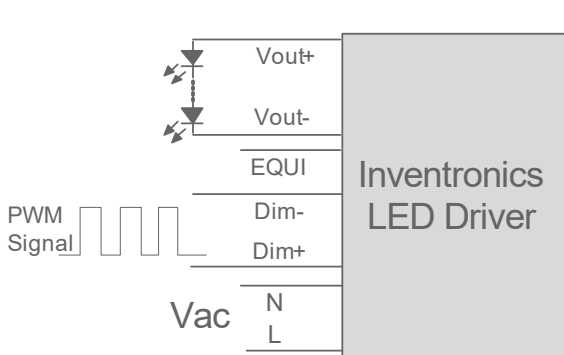 Vout+
Vout-
EQUI
Dim-
Dim+
N
L
PWM
Signal
Vac
Inventronics
LED Driver